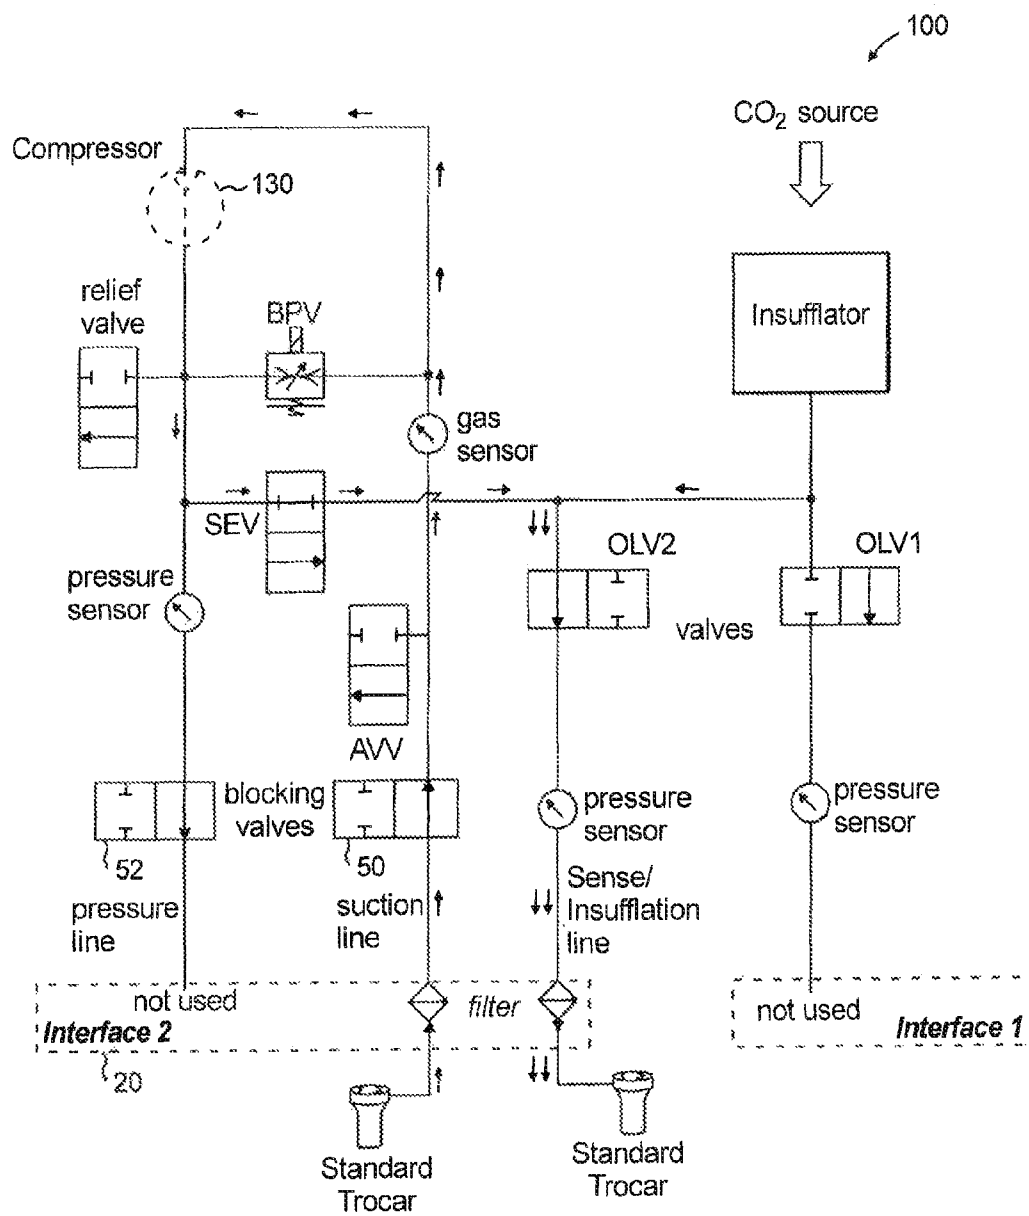 100
CO₂ source
Compressor
130
relief
valve
BPV
Insufflator
gas
sensor
SEV
OLV2
OLV1
pressure
sensor
valves
AVV
blocking
valves
pressure
sensor
pressure
sensor
52
50
pressure
line
suction
line
Sense/
Insufflation
line
not used
filter
not used
Interface 2
Interface 1
20
Standard
Trocar
Standard
Trocar